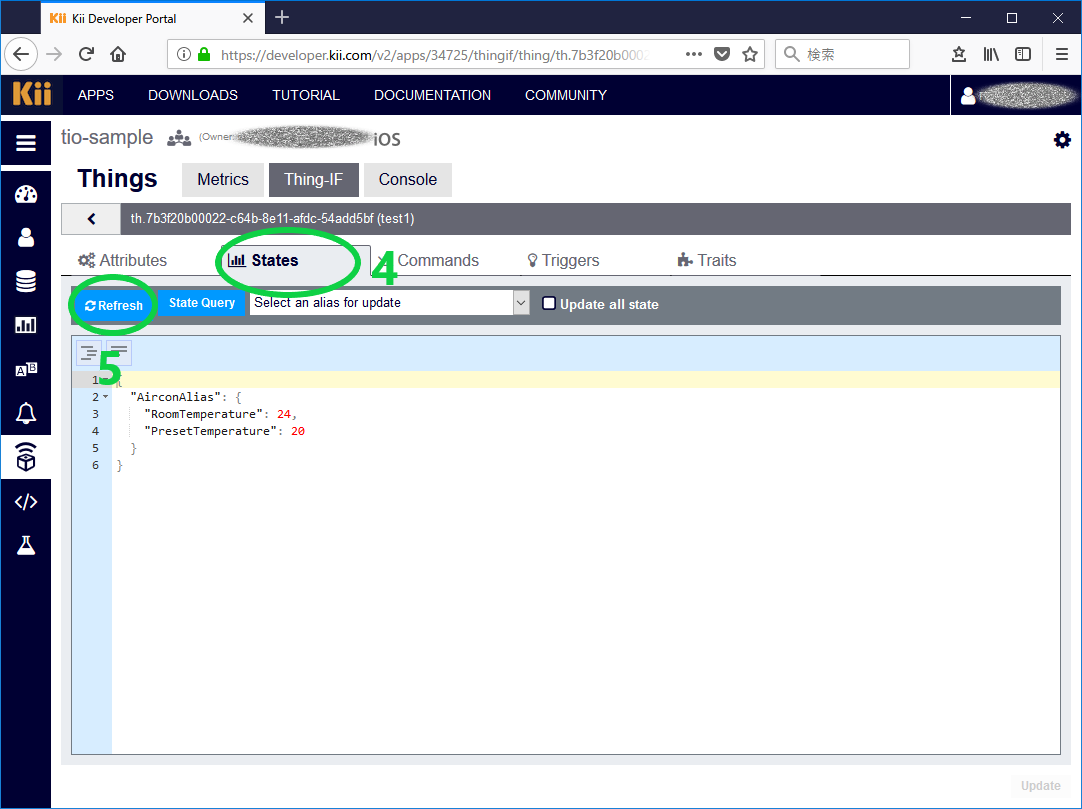 Kii Kii Developer Portal
https://developer.kii.com/v2/apps/34725/thingif/thing/th.7b3f20b0002
検索
Kii APPS DOWNLOADS TUTORIAL DOCUMENTATION COMMUNITY
tio-sample (Owner: iOS
Things Metrics Thing-IF Console
th.7b3f20b00022-c64b-8e11-afdc-54add5bf (test1)
Attributes States 4 Commands Triggers Traits
Refresh State Query Select an alias for update Update all state
5
1 {
2 "AirconAlias": {
3 "RoomTemperature": 24,
4 "PresetTemperature": 20
5 }
6 }
Update